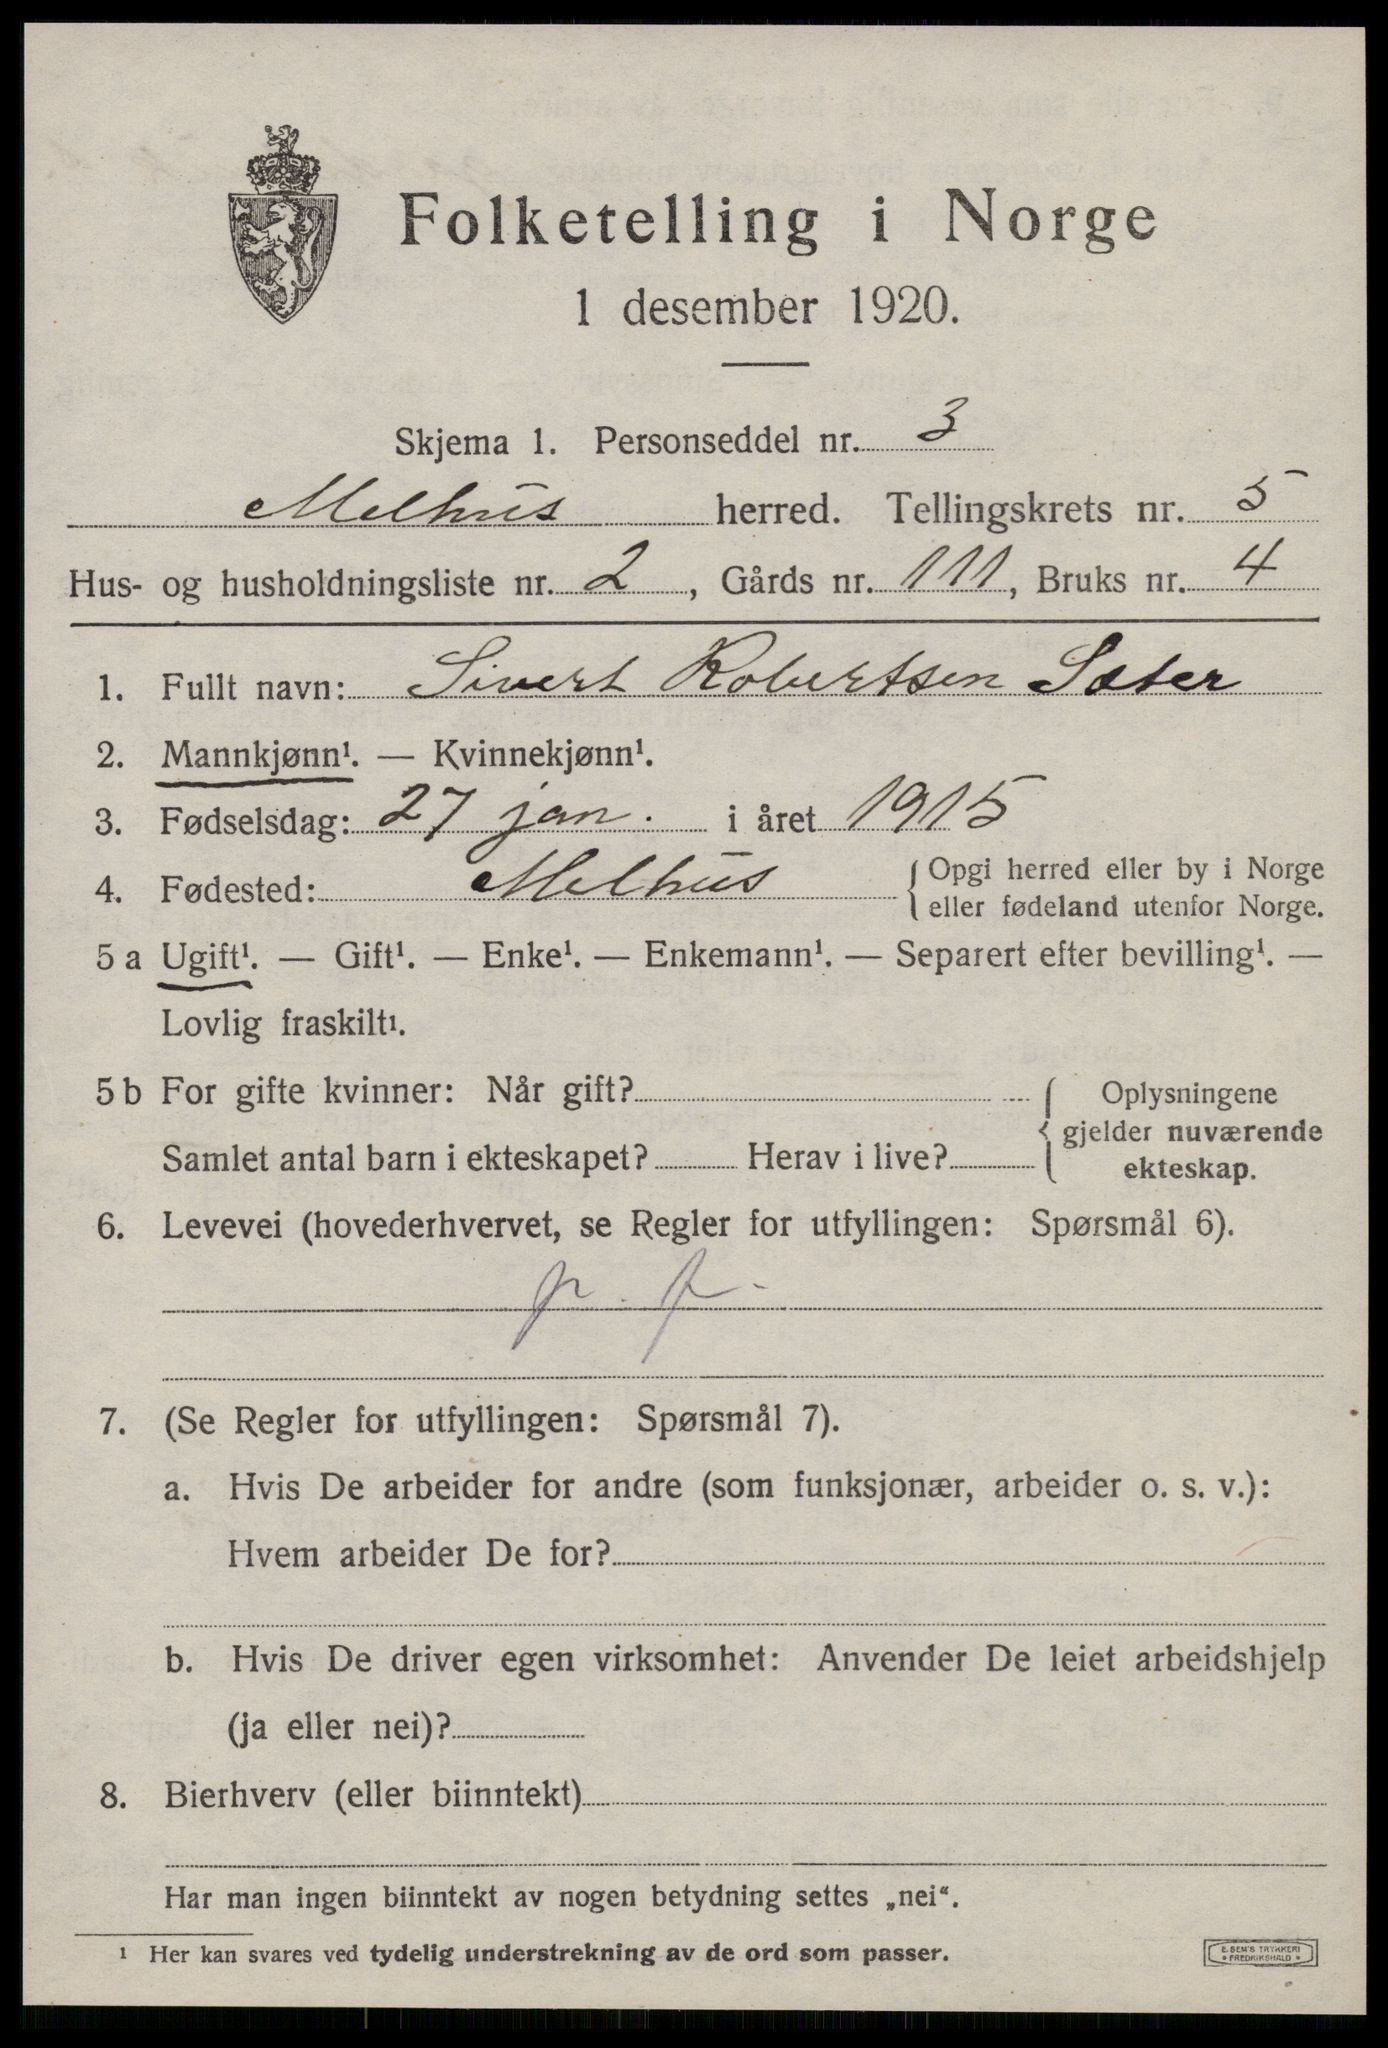 Folketelling i Norge
1 desember 1920.
Skjema 1. Personseddel nr. 3
Melhus herred. Tellingskrets nr. 5
Hus- og husholdningsliste nr. 2, Gårds nr. 111, Bruks nr. 4
1. Fullt navn: Sivert Robertsen Sæter
2. Mannkjønn¹. — Kvinnekjønn¹.
3. Fødselsdag: 27 jan. i året 1915
4. Fødested: Melhus { Opgi herred eller by i Norge
eller fødeland utenfor Norge.
5 a Ugift¹. — Gift¹. — Enke¹. — Enkemann¹. — Separert efter bevilling¹. —
Lovlig fraskilt¹.
5 b For gifte kvinner: Når gift? { Oplysningene
gjelder nuværende
Samlet antal barn i ekteskapet? Herav i live? ekteskap.
6. Levevei (hovederhvervet, se Regler for utfyllingen: Spørsmål 6).
7. (Se Regler for utfyllingen: Spørsmål 7).
a. Hvis De arbeider for andre (som funksjonær, arbeider o. s. v.):
Hvem arbeider De for?
b. Hvis De driver egen virksomhet: Anvender De leiet arbeidshjelp
(ja eller nei)?
8. Bierhverv (eller biinntekt)
Har man ingen biinntekt av nogen betydning settes „nei“.
¹ Her kan svares ved tydelig understrekning av de ord som passer.
E. SEM'S TRYKKERI
• FREDRIKSHALD •